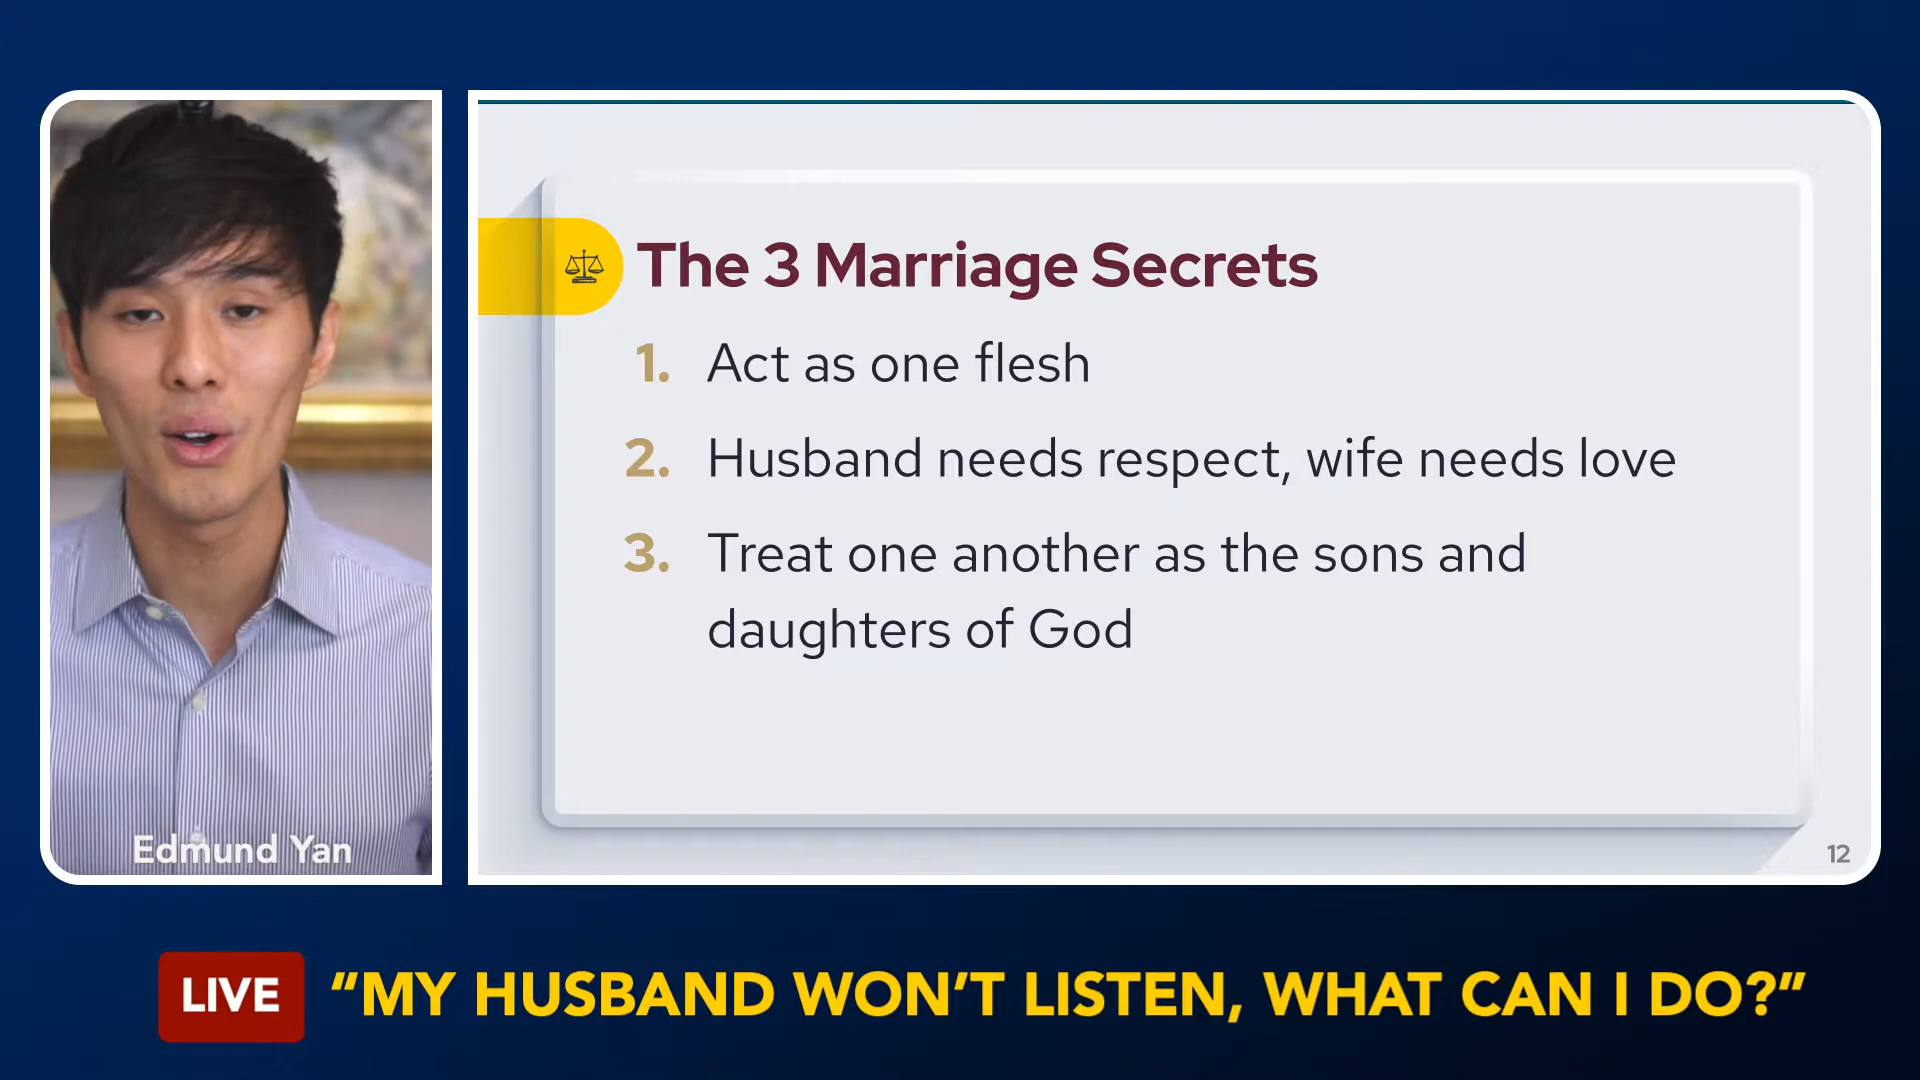 The 3 Marriage Secrets
1. Act as one flesh
2. Husband needs respect, wife needs love
3. Treat one another as the sons and
daughters of God
Edmund Yan
12
LIVE “MY HUSBAND WON’T LISTEN, WHAT CAN I DO?”